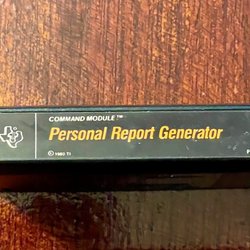 COMMAND MODULE™
Personal Report Generator
© 1980 TI
P